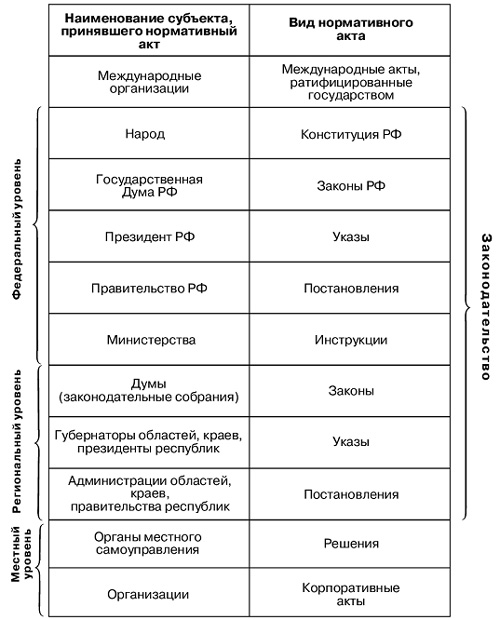 Наименование субъекта,
принявшего нормативный
акт
Вид нормативного
акта
Международные
организации
Международные акты,
ратифицированные
государством
Федеральный уровень
Народ
Конституция РФ
Государственная
Дума РФ
Законы РФ
Президент РФ
Указы
Правительство РФ
Постановления
Министерства
Инструкции
Законодательство
Региональный уровень
Думы
(законодательные собрания)
Законы
Губернаторы областей, краев,
президенты республик
Указы
Администрации областей,
краев,
правительства республик
Постановления
Местный
уровень
Органы местного
самоуправления
Решения
Организации
Корпоративные
акты